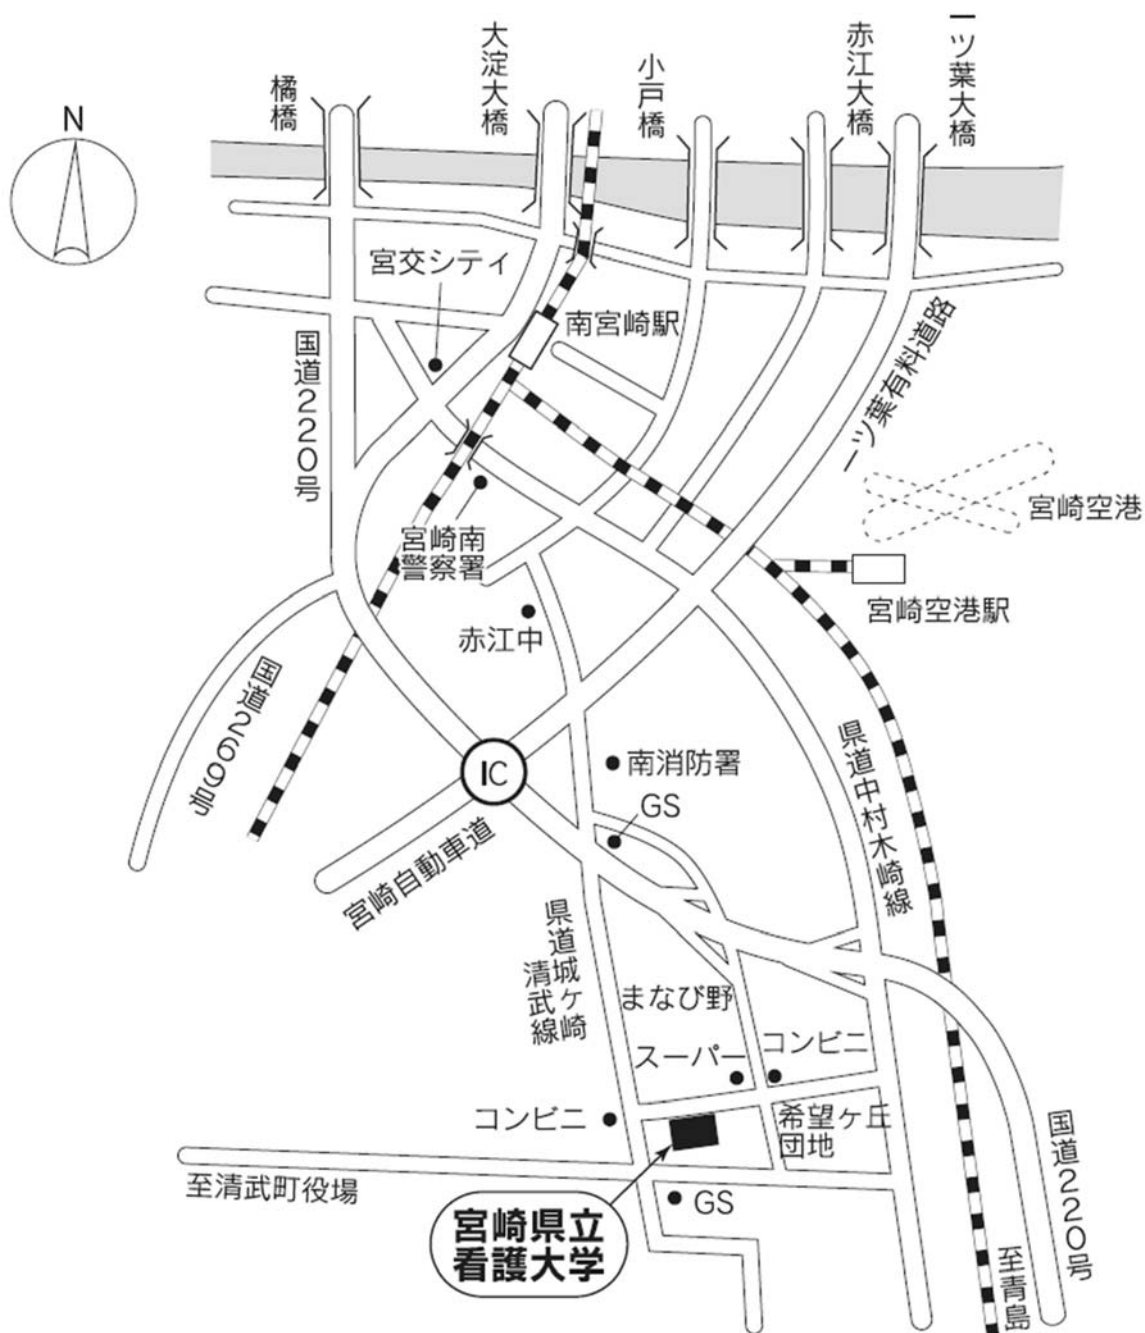 一ツ葉大橋
赤江大橋
小戸橋
大淀大橋
橘橋
N
宮交シティ
南宮崎駅
国道220号
一ツ葉有料道路
宮崎空港
宮崎南
警察署
宮崎空港駅
赤江中
国道269号
IC
南消防署
GS
県道中村木崎線
宮崎自動車道
県道城ヶ崎
清武線
まなび野
スーパー
コンビニ
コンビニ
希望ヶ丘
団地
国道220号
至清武町役場
GS
宮崎県立
看護大学
至青島